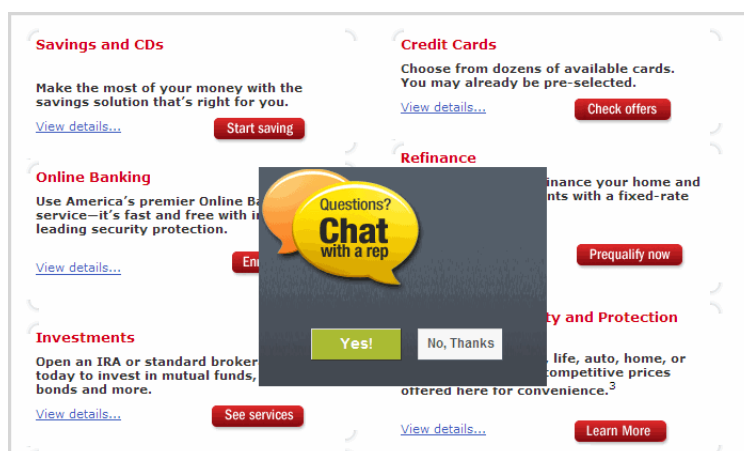 Savings and CDs
Make the most of your money with the
savings solution that's right for you.
View details...
Start saving
Credit Cards
Choose from dozens of available cards.
You may already be pre-selected.
View details...
Check offers
Online Banking
Use America's premier Online
service—it's fast and free with
leading security protection.
View details...
Refinance
your home and
with a fixed-rate
Prequalify now
Questions?
Chat
with a rep
Yes!
No, Thanks
Investments
Open an IRA or standard
today to invest in mutual funds,
bonds and more.
View details...
See services
and Protection
life, auto, home, or
competitive prices
offered here for convenience.3
View details...
Learn More